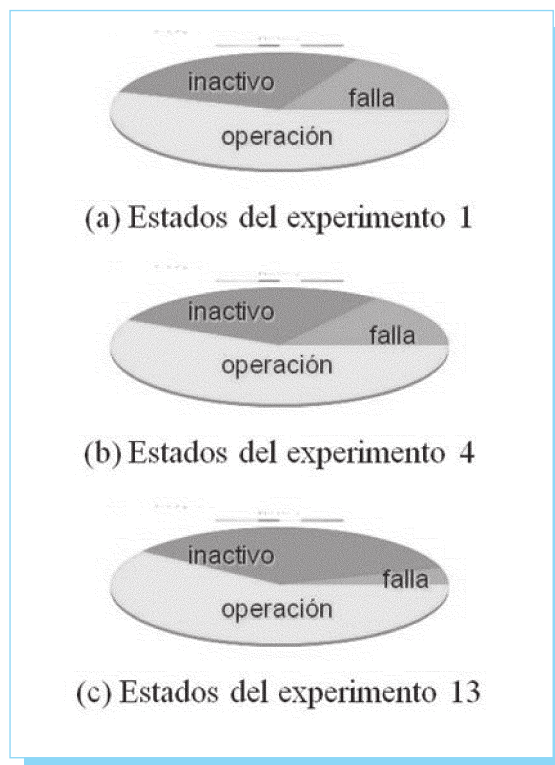 inactivo
falla
operación
(a) Estados del experimento 1
inactivo
falla
operación
(b) Estados del experimento 4
inactivo
falla
operación
(c) Estados del experimento 13